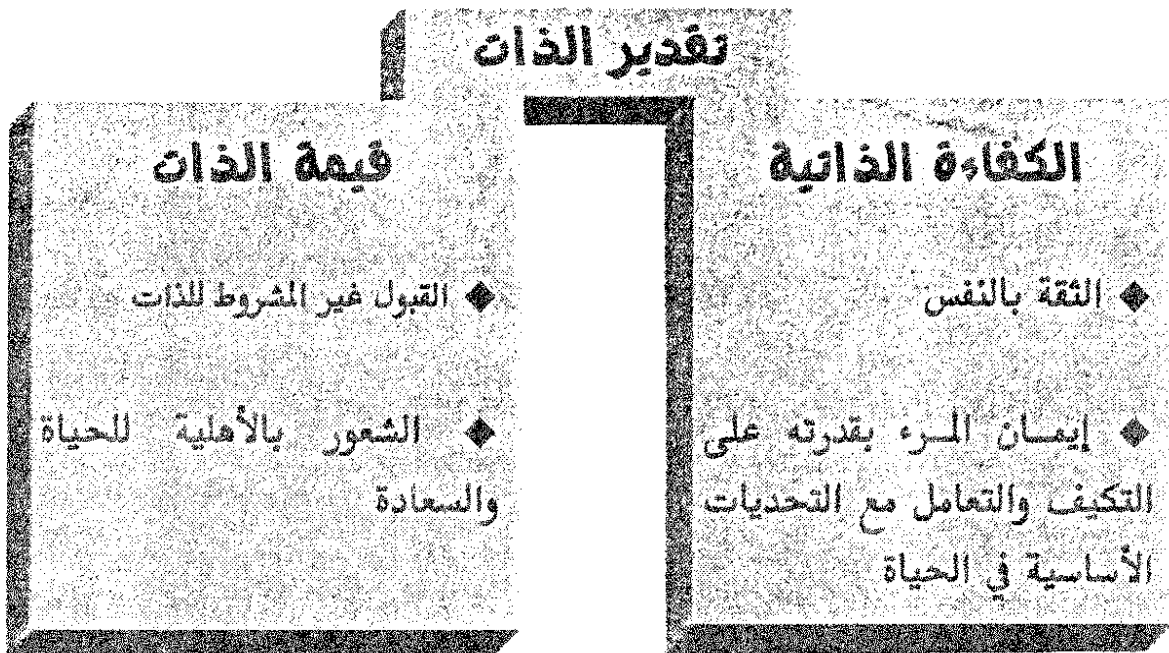 تقدير الذات
الكفاءة الذاتية
◆ الثقة بالنفس
◆ إيمان المرء بقدرته على
التكيف والتعامل مع التحديات
الأساسية في الحياة
قيمة الذات
◆ القبول غير المشروط للذات
◆ الشعور بالأهلية للحياة
والسعادة